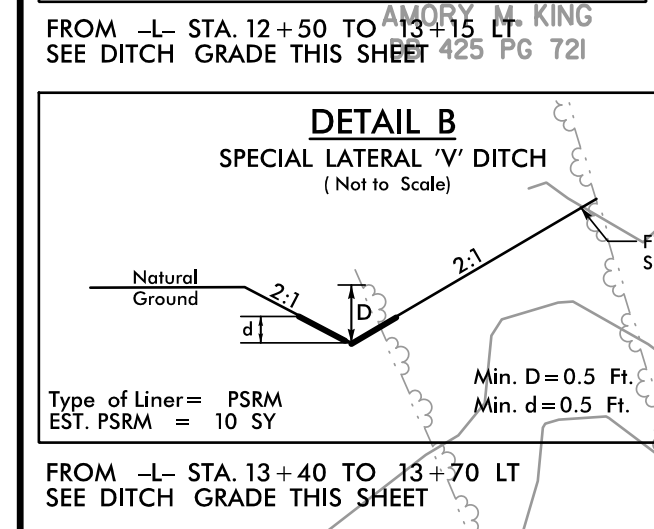 AMORY M. KING
FROM -L- STA. 12+50 TO 13+15 LT
SEE DITCH GRADE THIS SHEET 425 PG 721
DETAIL B
SPECIAL LATERAL 'V' DITCH
(Not to Scale)
2:1
F
S
Natural
Ground
2:1
D
d
Min. D=0.5 Ft.
Min. d=0.5 Ft.
Type of Liner= PSRM
EST. PSRM = 10 SY
FROM -L- STA. 13+40 TO 13+70 LT
SEE DITCH GRADE THIS SHEET